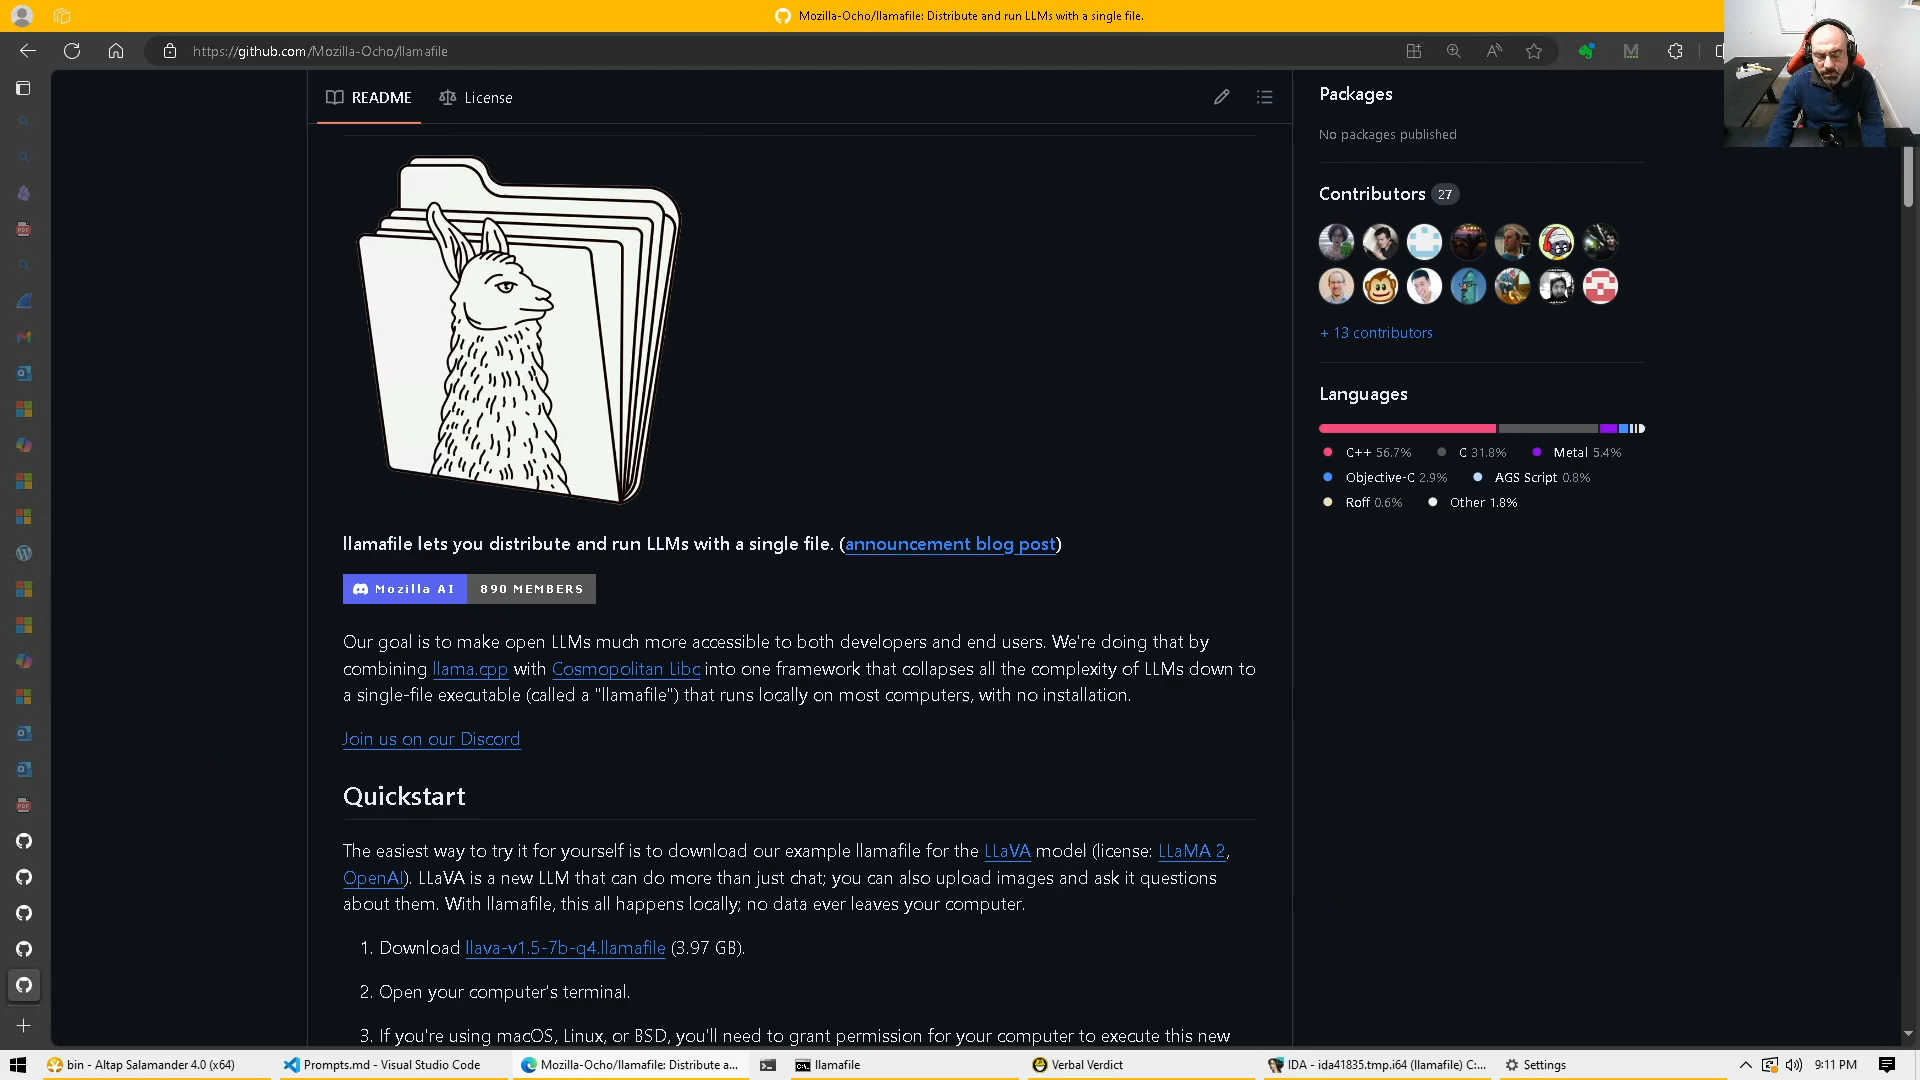 Mozilla-Ocho/llamafile: Distribute and run LLMs with a single file.
https://github.com/Mozilla-Ocho/llamafile
README
License
llamafile lets you distribute and run LLMs with a single file. (announcement blog post)
Mozilla AI 890 MEMBERS
Our goal is to make open LLMs much more accessible to both developers and end users. We're doing that by
combining llama.cpp with Cosmopolitan Libc into one framework that collapses all the complexity of LLMs down to
a single-file executable (called a "llamafile") that runs locally on most computers, with no installation.
Join us on our Discord
Quickstart
The easiest way to try it for yourself is to download our example llamafile for the LLaVA model (license: LLaMA 2,
OpenAI). LLaVA is a new LLM that can do more than just chat; you can also upload images and ask it questions
about them. With llamafile, this all happens locally; no data ever leaves your computer.
1. Download llava-v1.5-7b-q4.llamafile (3.97 GB).
2. Open your computer's terminal.
3. If you're using macOS, Linux, or BSD, you'll need to grant permission for your computer to execute this new
Packages
No packages published
Contributors 27
+ 13 contributors
Languages
C++ 56.7% C 31.8% Metal 5.4%
Objective-C 2.9% AGS Script 0.8%
Roff 0.6% Other 1.8%
bin - Altap Salamander 4.0 (x64)
Prompts.md - Visual Studio Code
Mozilla-Ocho/llamafile: Distribute a...
llamafile
Verbal Verdict
IDA - ida41835.tmp.i64 (llamafile) C:...
Settings
9:11 PM